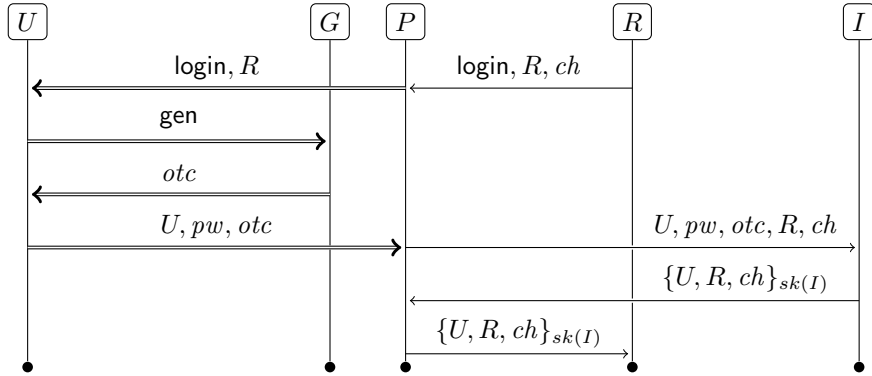 U G P R I
login, R login, R, ch
gen
otc
U, pw, otc U, pw, otc, R, ch
{U, R, ch}sk(I)
{U, R, ch}sk(I)